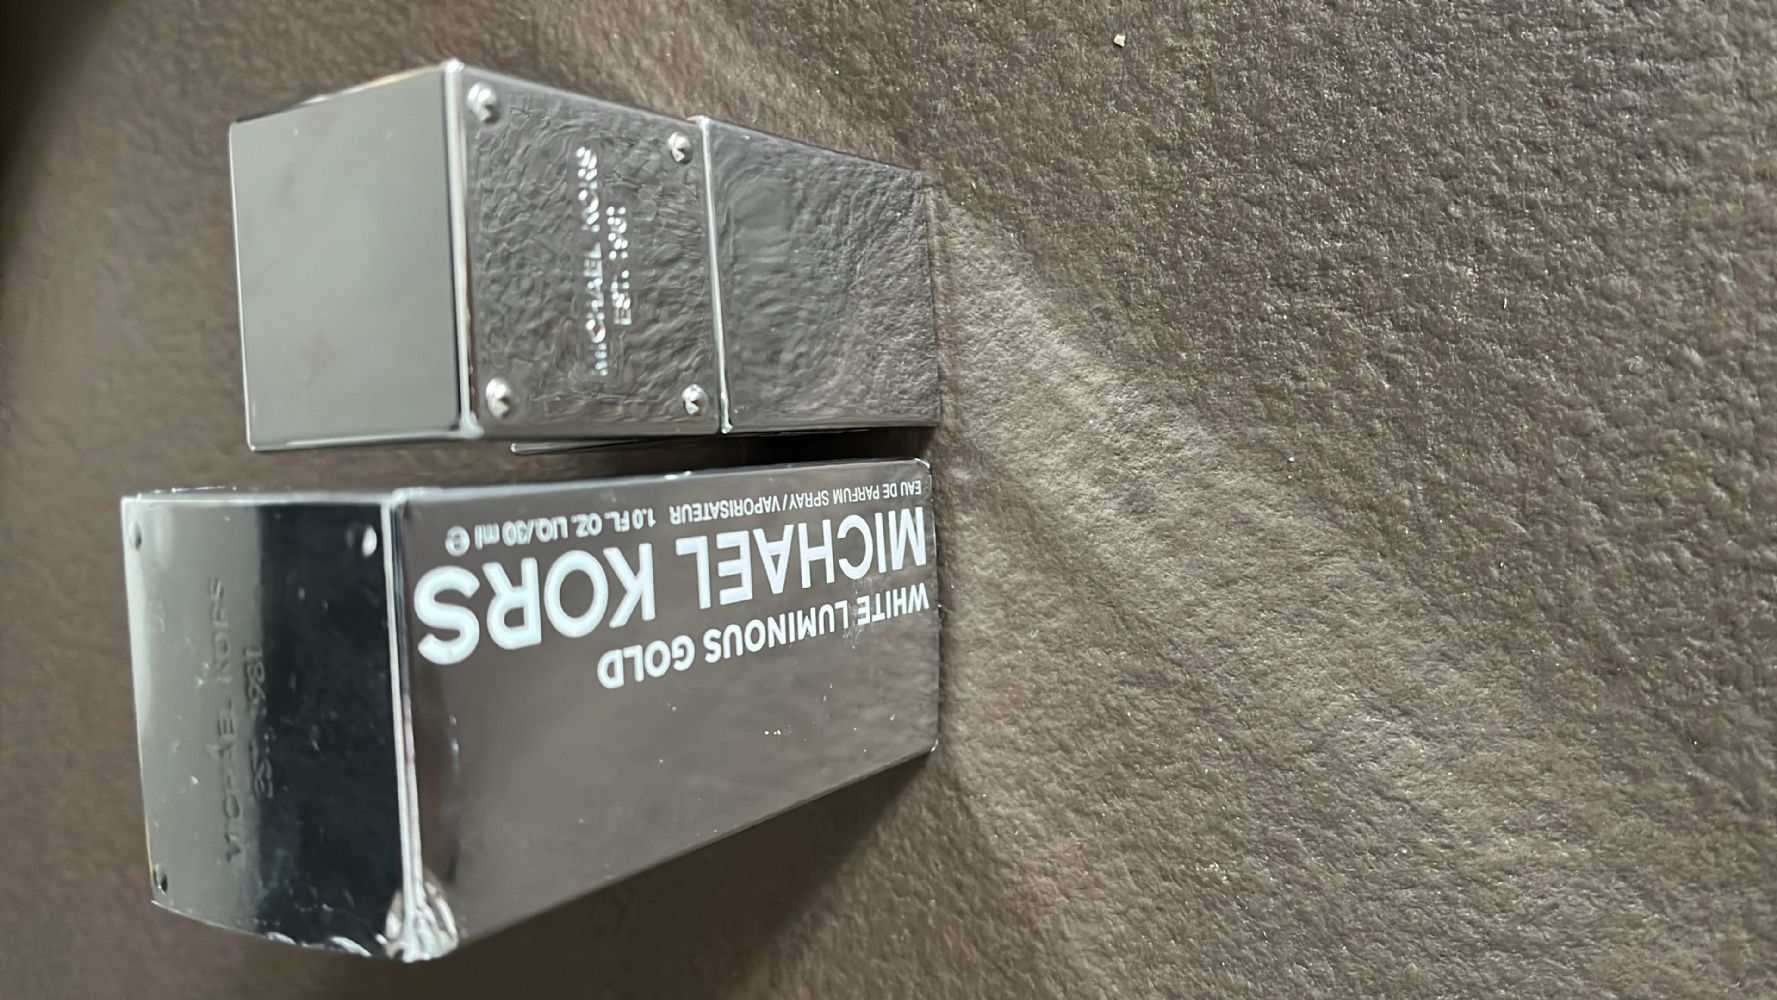 MICHAEL KORS
EST. 1981
MICHAEL KORS
EST. 1981
WHITE LUMINOUS GOLD
MICHAEL KORS
EAU DE PARFUM SPRAY / VAPORISATEUR 1.0 FL. OZ. LIQ./30 ml ℮